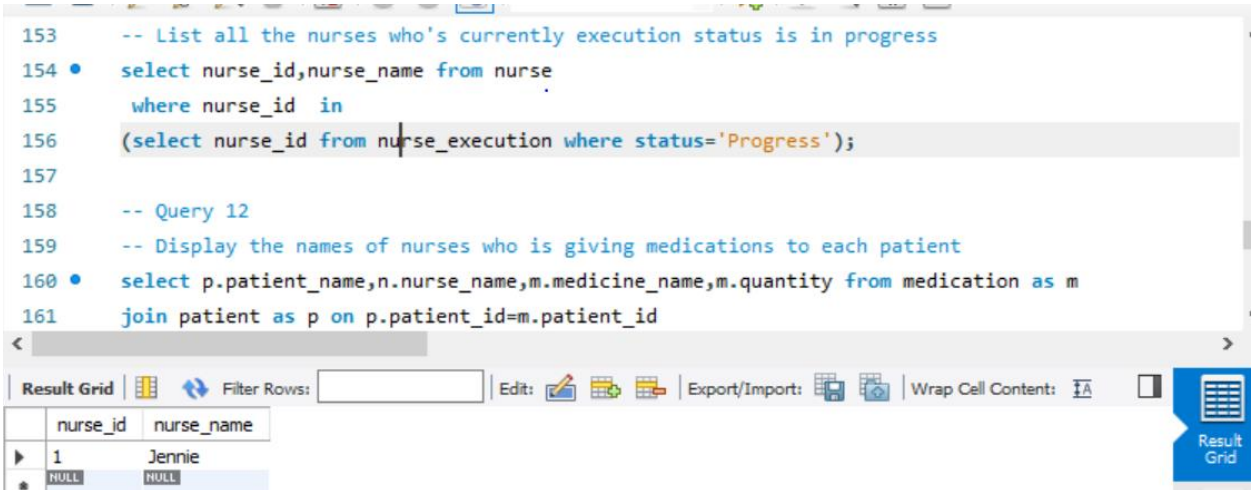 153 -- List all the nurses who's currently execution status is in progress
154 select nurse_id,nurse_name from nurse
155 where nurse_id  in
156 (select nurse_id from nurse_execution where status='Progress');
157
158 -- Query 12
159 -- Display the names of nurses who is giving medications to each patient
160 select p.patient_name,n.nurse_name,m.medicine_name,m.quantity from medication as m
161 join patient as p on p.patient_id=m.patient_id
Result Grid Filter Rows: Edit: Export/Import: Wrap Cell Content: IA
Result Grid
nurse_id nurse_name
1 Jennie
NULL NULL